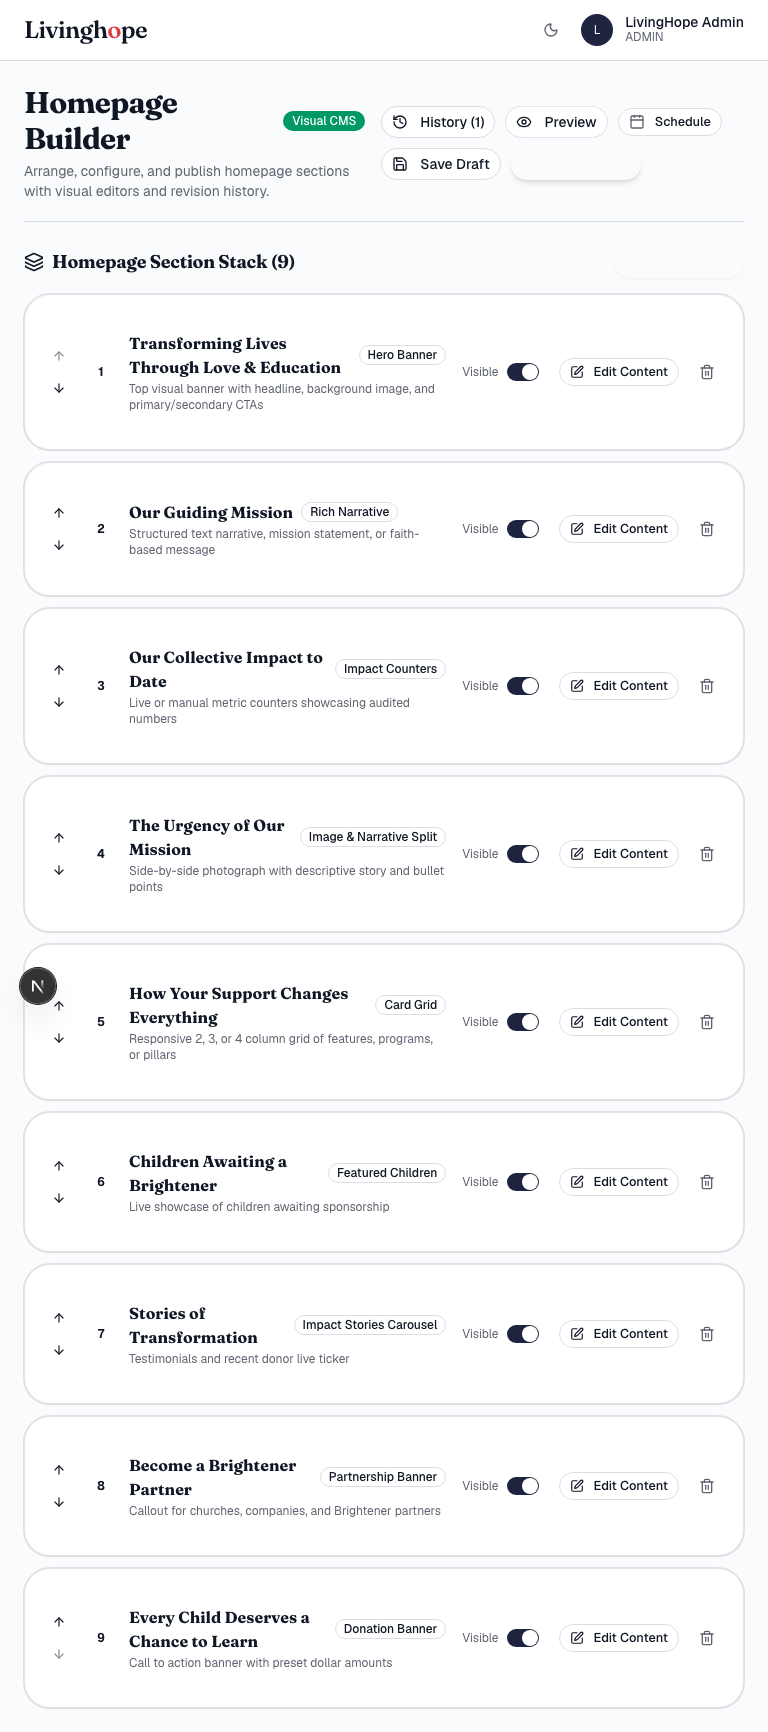 Livinghope
L
LivingHope Admin
ADMIN
Homepage
Builder
Visual CMS
Arrange, configure, and publish homepage sections
with visual editors and revision history.
History (1)
Preview
Schedule
Save Draft
Homepage Section Stack (9)
1
Transforming Lives
Through Love & Education
Hero Banner
Top visual banner with headline, background image, and
primary/secondary CTAs
Visible
Edit Content
2
Our Guiding Mission
Rich Narrative
Structured text narrative, mission statement, or faith-
based message
Visible
Edit Content
3
Our Collective Impact to
Date
Impact Counters
Live or manual metric counters showcasing audited
numbers
Visible
Edit Content
4
The Urgency of Our
Mission
Image & Narrative Split
Side-by-side photograph with descriptive story and bullet
points
Visible
Edit Content
N
5
How Your Support Changes
Everything
Card Grid
Responsive 2, 3, or 4 column grid of features, programs,
or pillars
Visible
Edit Content
6
Children Awaiting a
Brightener
Featured Children
Live showcase of children awaiting sponsorship
Visible
Edit Content
7
Stories of
Transformation
Impact Stories Carousel
Testimonials and recent donor live ticker
Visible
Edit Content
8
Become a Brightener
Partner
Partnership Banner
Callout for churches, companies, and Brightener partners
Visible
Edit Content
9
Every Child Deserves a
Chance to Learn
Donation Banner
Call to action banner with preset dollar amounts
Visible
Edit Content